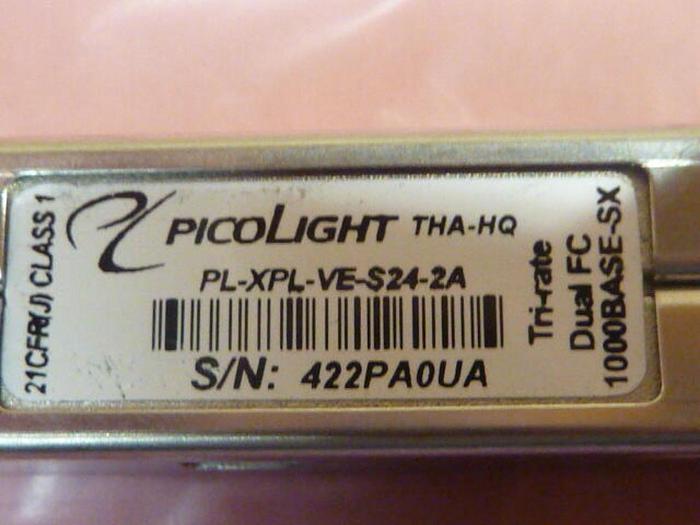 21CFR(J) CLASS 1
PICOLIGHT THA-HQ
PL-XPL-VE-S24-2A
S/N: 422PA0UA
Tri-rate
Dual FC
1000BASE-SX